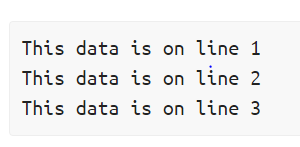 This data is on line 1
This data is on line 2
This data is on line 3